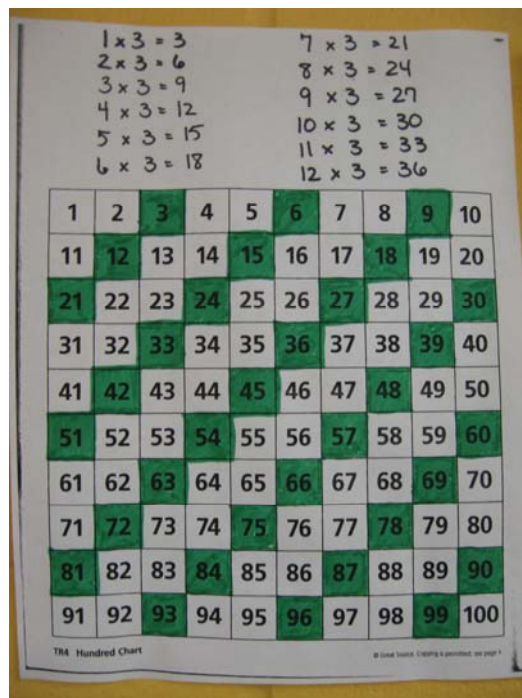 1 x 3 = 3
2 x 3 = 6
3 x 3 = 9
4 x 3 = 12
5 x 3 = 15
6 x 3 = 18
7 x 3 = 21
8 x 3 = 24
9 x 3 = 27
10 x 3 = 30
11 x 3 = 33
12 x 3 = 36
1 2 3 4 5 6 7 8 9 10
11 12 13 14 15 16 17 18 19 20
21 22 23 24 25 26 27 28 29 30
31 32 33 34 35 36 37 38 39 40
41 42 43 44 45 46 47 48 49 50
51 52 53 54 55 56 57 58 59 60
61 62 63 64 65 66 67 68 69 70
71 72 73 74 75 76 77 78 79 80
81 82 83 84 85 86 87 88 89 90
91 92 93 94 95 96 97 98 99 100
TR4 Hundred Chart
© Great Source. Copying is permitted; see page